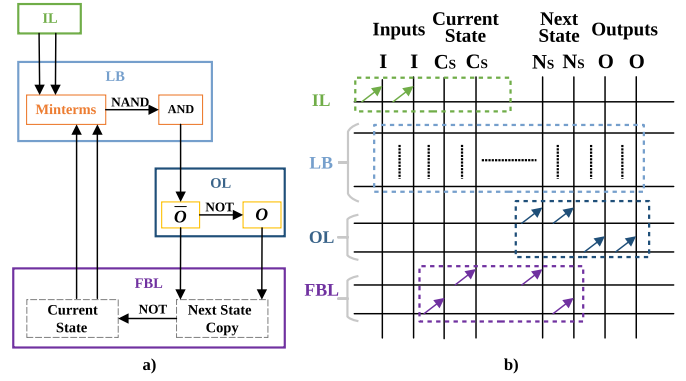 IL
LB
Minterms
NAND
AND
OL
O̅
NOT
O
FBL
Current
State
NOT
Next State
Copy
a)
Inputs
Current
State
Next
State
Outputs
I
I
Cs
Cs
Ns
Ns
O
O
IL
LB
OL
FBL
b)